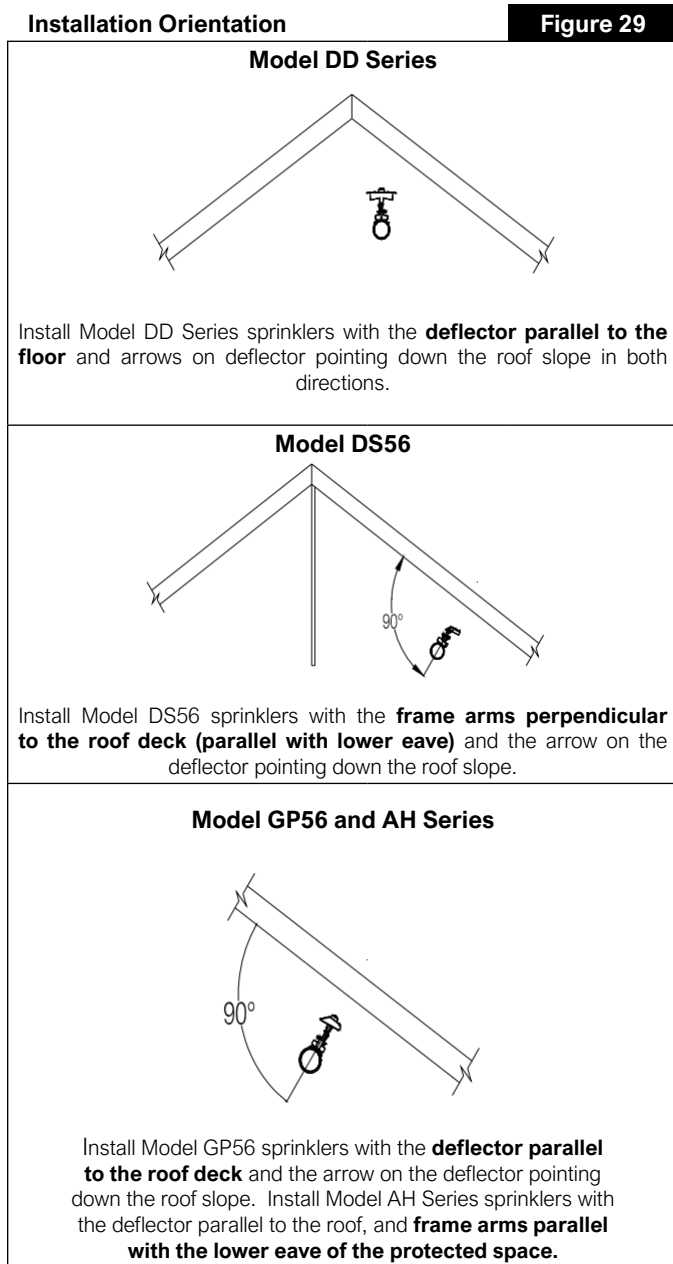 Installation Orientation
Figure 29
Model DD Series
Install Model DD Series sprinklers with the deflector parallel to the
floor and arrows on deflector pointing down the roof slope in both
directions.
Model DS56
90°
Install Model DS56 sprinklers with the frame arms perpendicular
to the roof deck (parallel with lower eave) and the arrow on the
deflector pointing down the roof slope.
Model GP56 and AH Series
90°
Install Model GP56 sprinklers with the deflector parallel
to the roof deck and the arrow on the deflector pointing
down the roof slope. Install Model AH Series sprinklers with
the deflector parallel to the roof, and frame arms parallel
with the lower eave of the protected space.